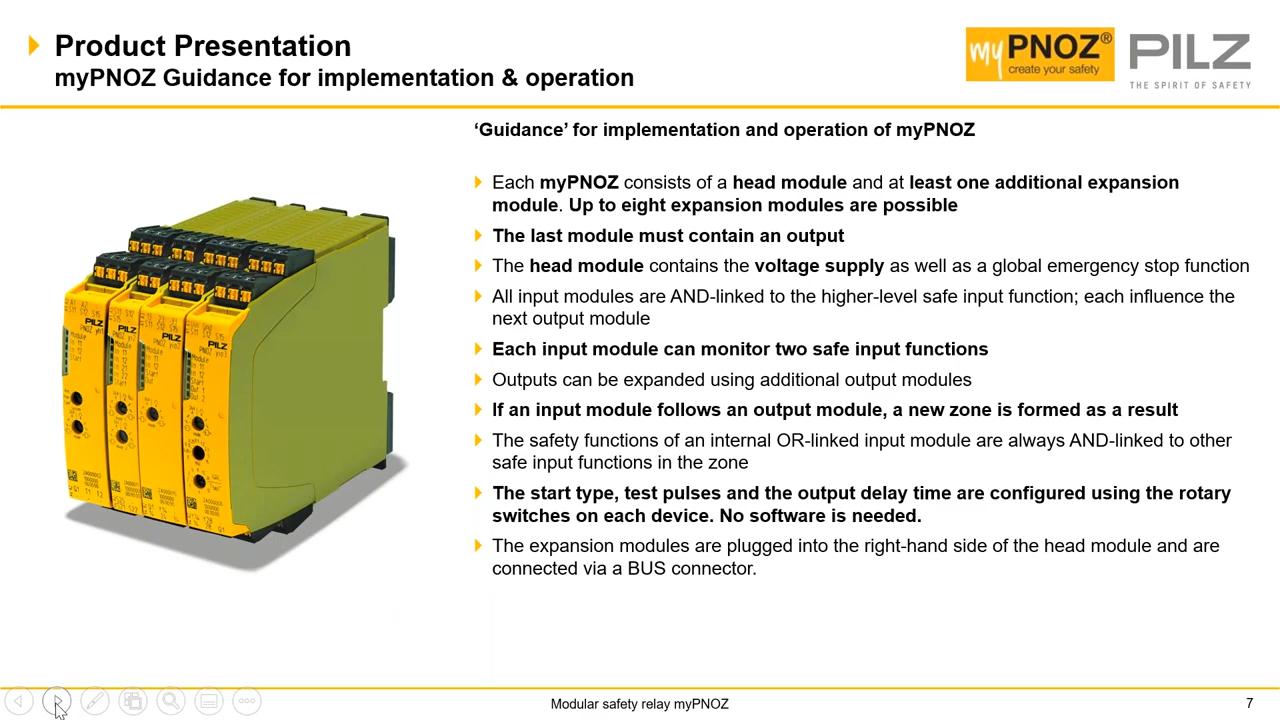 Product Presentation
myPNOZ Guidance for implementation & operation
my PNOZ®
create your safety
PILZ
THE SPIRIT OF SAFETY
‘Guidance’ for implementation and operation of myPNOZ
Each myPNOZ consists of a head module and at least one additional expansion
module. Up to eight expansion modules are possible
The last module must contain an output
The head module contains the voltage supply as well as a global emergency stop function
All input modules are AND-linked to the higher-level safe input function; each influence the
next output module
Each input module can monitor two safe input functions
Outputs can be expanded using additional output modules
If an input module follows an output module, a new zone is formed as a result
The safety functions of an internal OR-linked input module are always AND-linked to other
safe input functions in the zone
The start type, test pulses and the output delay time are configured using the rotary
switches on each device. No software is needed.
The expansion modules are plugged into the right-hand side of the head module and are
connected via a BUS connector.
PILZ
PILZ
PILZ
PILZ
Modular safety relay myPNOZ
7